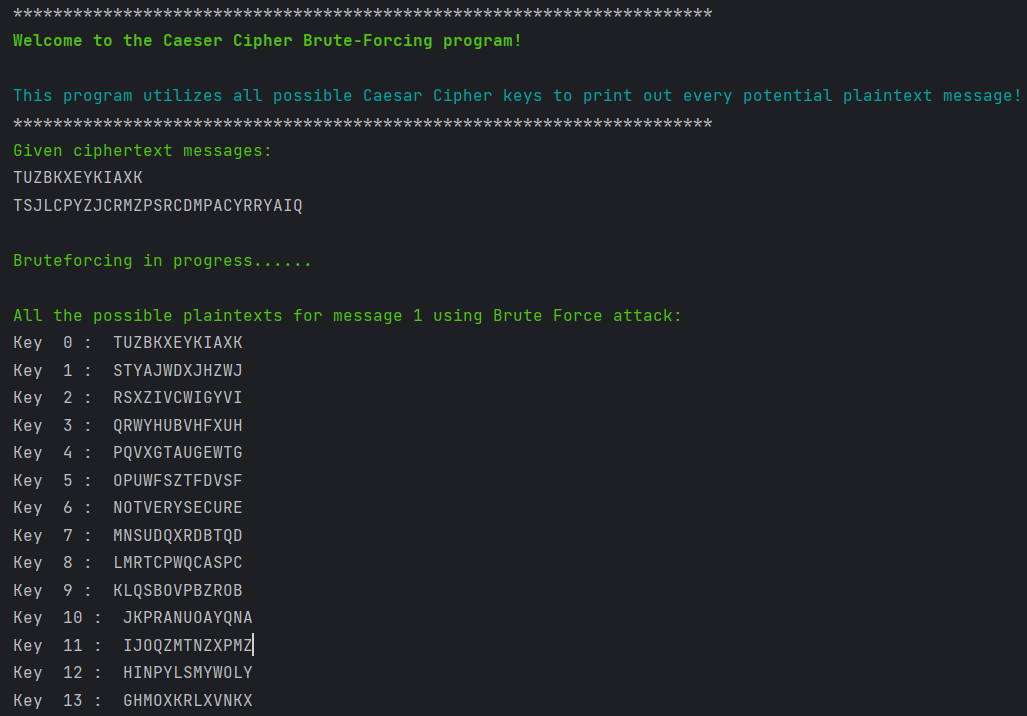 **********************************************************************
Welcome to the Caeser Cipher Brute-Forcing program!
This program utilizes all possible Caesar Cipher keys to print out every potential plaintext message!
**********************************************************************
Given ciphertext messages:
TUZBKXEYKIAXK
TSJLCPYZJCRMZPSRCDMPACYRRYAIQ
Bruteforcing in progress......
All the possible plaintexts for message 1 using Brute Force attack:
Key  0 :  TUZBKXEYKIAXK
Key  1 :  STYAJWDXJHZWJ
Key  2 :  RSXZIVCWIGYVI
Key  3 :  QRWYHUBVHFXUH
Key  4 :  PQVXGTAUGEWTG
Key  5 :  OPUWFSZTFDVSF
Key  6 :  NOTVERYSECURE
Key  7 :  MNSUDQXRDBTQD
Key  8 :  LMRTCPWQCASPC
Key  9 :  KLQSBOVPBZROB
Key  10 :  JKPRANUOAYQNA
Key  11 :  IJOQZMTNZXPMZ
Key  12 :  HINPYLSMYWOLY
Key  13 :  GHMOXKRLXVNKX